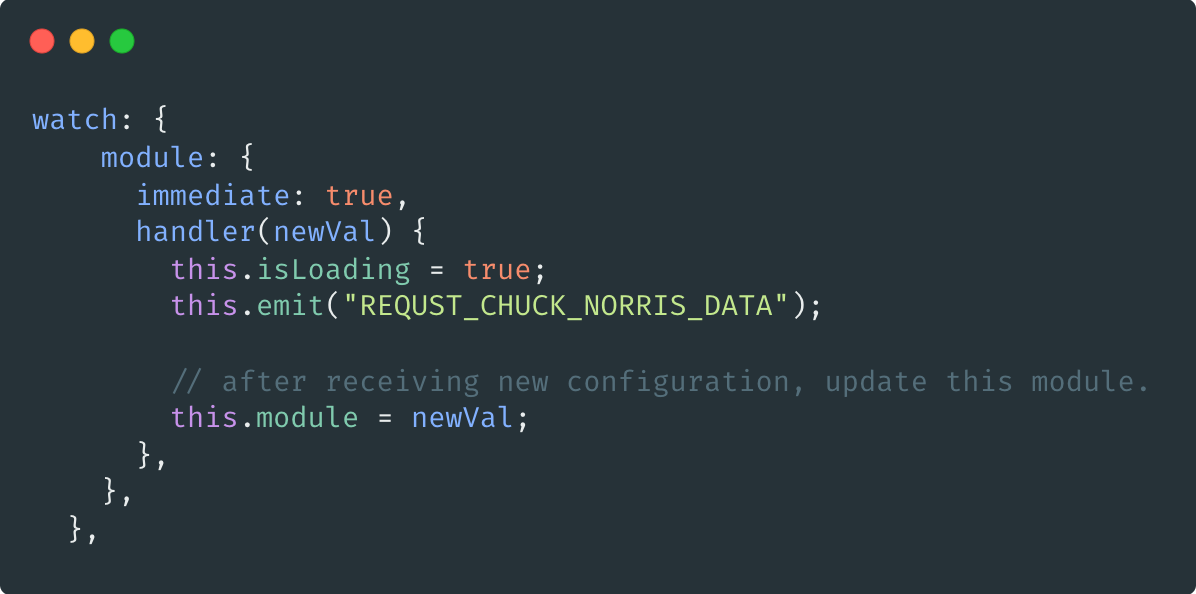 watch: {
    module: {
      immediate: true,
      handler(newVal) {
        this.isLoading = true;
        this.emit("REQUST_CHUCK_NORRIS_DATA");

        // after receiving new configuration, update this module.
        this.module = newVal;
      },
    },
  },